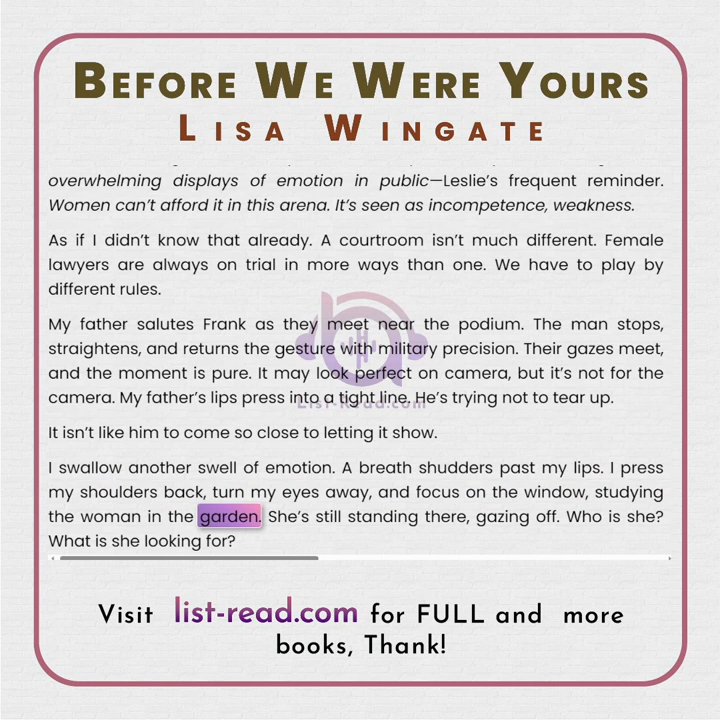 BEFORE WE WERE YOURS
LISA WINGATE
overwhelming displays of emotion in public—Leslie's frequent reminder.
Women can't afford it in this arena. It's seen as incompetence, weakness.
As if I didn't know that already. A courtroom isn't much different. Female
lawyers are always on trial in more ways than one. We have to play by
different rules.
My father salutes Frank as they meet near the podium. The man stops,
straightens, and returns the gesture with military precision. Their gazes meet,
and the moment is pure. It may look perfect on camera, but it's not for the
camera. My father's lips press into a tight line. He's trying not to tear up.
List-Read.com
It isn't like him to come so close to letting it show.
I swallow another swell of emotion. A breath shudders past my lips. I press
my shoulders back, turn my eyes away, and focus on the window, studying
the woman in the garden. She's still standing there, gazing off. Who is she?
What is she looking for?
Visit list-read.com for FULL and more
books, Thank!